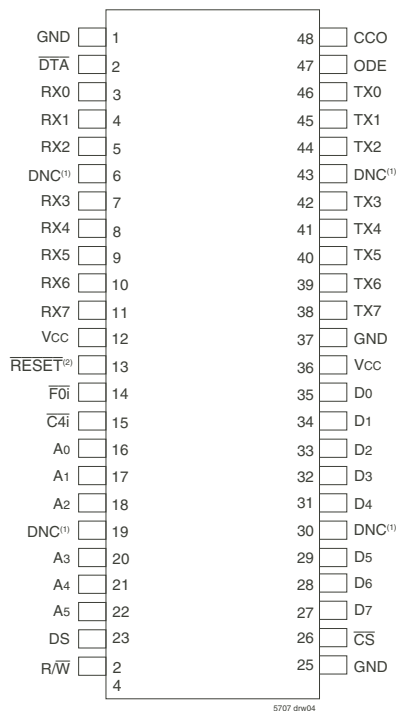 GND 1 48 CCO
D̅T̅A̅ 2 47 ODE
RX0 3 46 TX0
RX1 4 45 TX1
RX2 5 44 TX2
DNC(1) 6 43 DNC(1)
RX3 7 42 TX3
RX4 8 41 TX4
RX5 9 40 TX5
RX6 10 39 TX6
RX7 11 38 TX7
VCC 12 37 GND
R̅E̅S̅E̅T̅(2) 13 36 VCC
F̅0̅i̅ 14 35 D0
C̅4̅i̅ 15 34 D1
A0 16 33 D2
A1 17 32 D3
A2 18 31 D4
DNC(1) 19 30 DNC(1)
A3 20 29 D5
A4 21 28 D6
A5 22 27 D7
DS 23 26 C̅S̅
R/W̅ 2 25 GND
4
5707 drw04